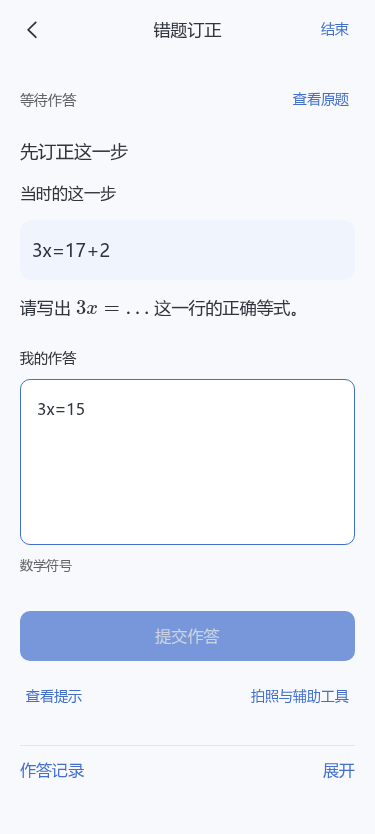 错题订正 结束
等待作答 查看原题
先订正这一步
当时的这一步
3x=17+2
请写出 3x = ... 这一行的正确等式。
我的作答
3x=15
数学符号
提交作答
查看提示 拍照与辅助工具
作答记录 展开